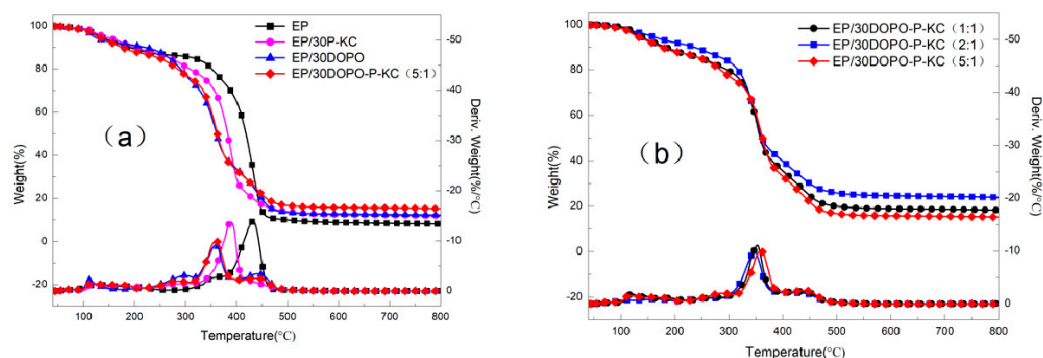 EP
EP/30P-KC
EP/30DOPO
EP/30DOPO-P-KC（5:1）
（a）
100
80
60
40
20
0
-20
Weight(%)
-50
-40
-30
-20
-10
0
Deriv. Weight(%/°C)
100 200 300 400 500 600 700 800
Temperature(°C)
EP/30DOPO-P-KC（1:1）
EP/30DOPO-P-KC（2:1）
EP/30DOPO-P-KC（5:1）
（b）
100
80
60
40
20
0
-20
Weight(%)
-50
-40
-30
-20
-10
0
Deriv. Weight(%/°C)
100 200 300 400 500 600 700 800
Temperature(°C)